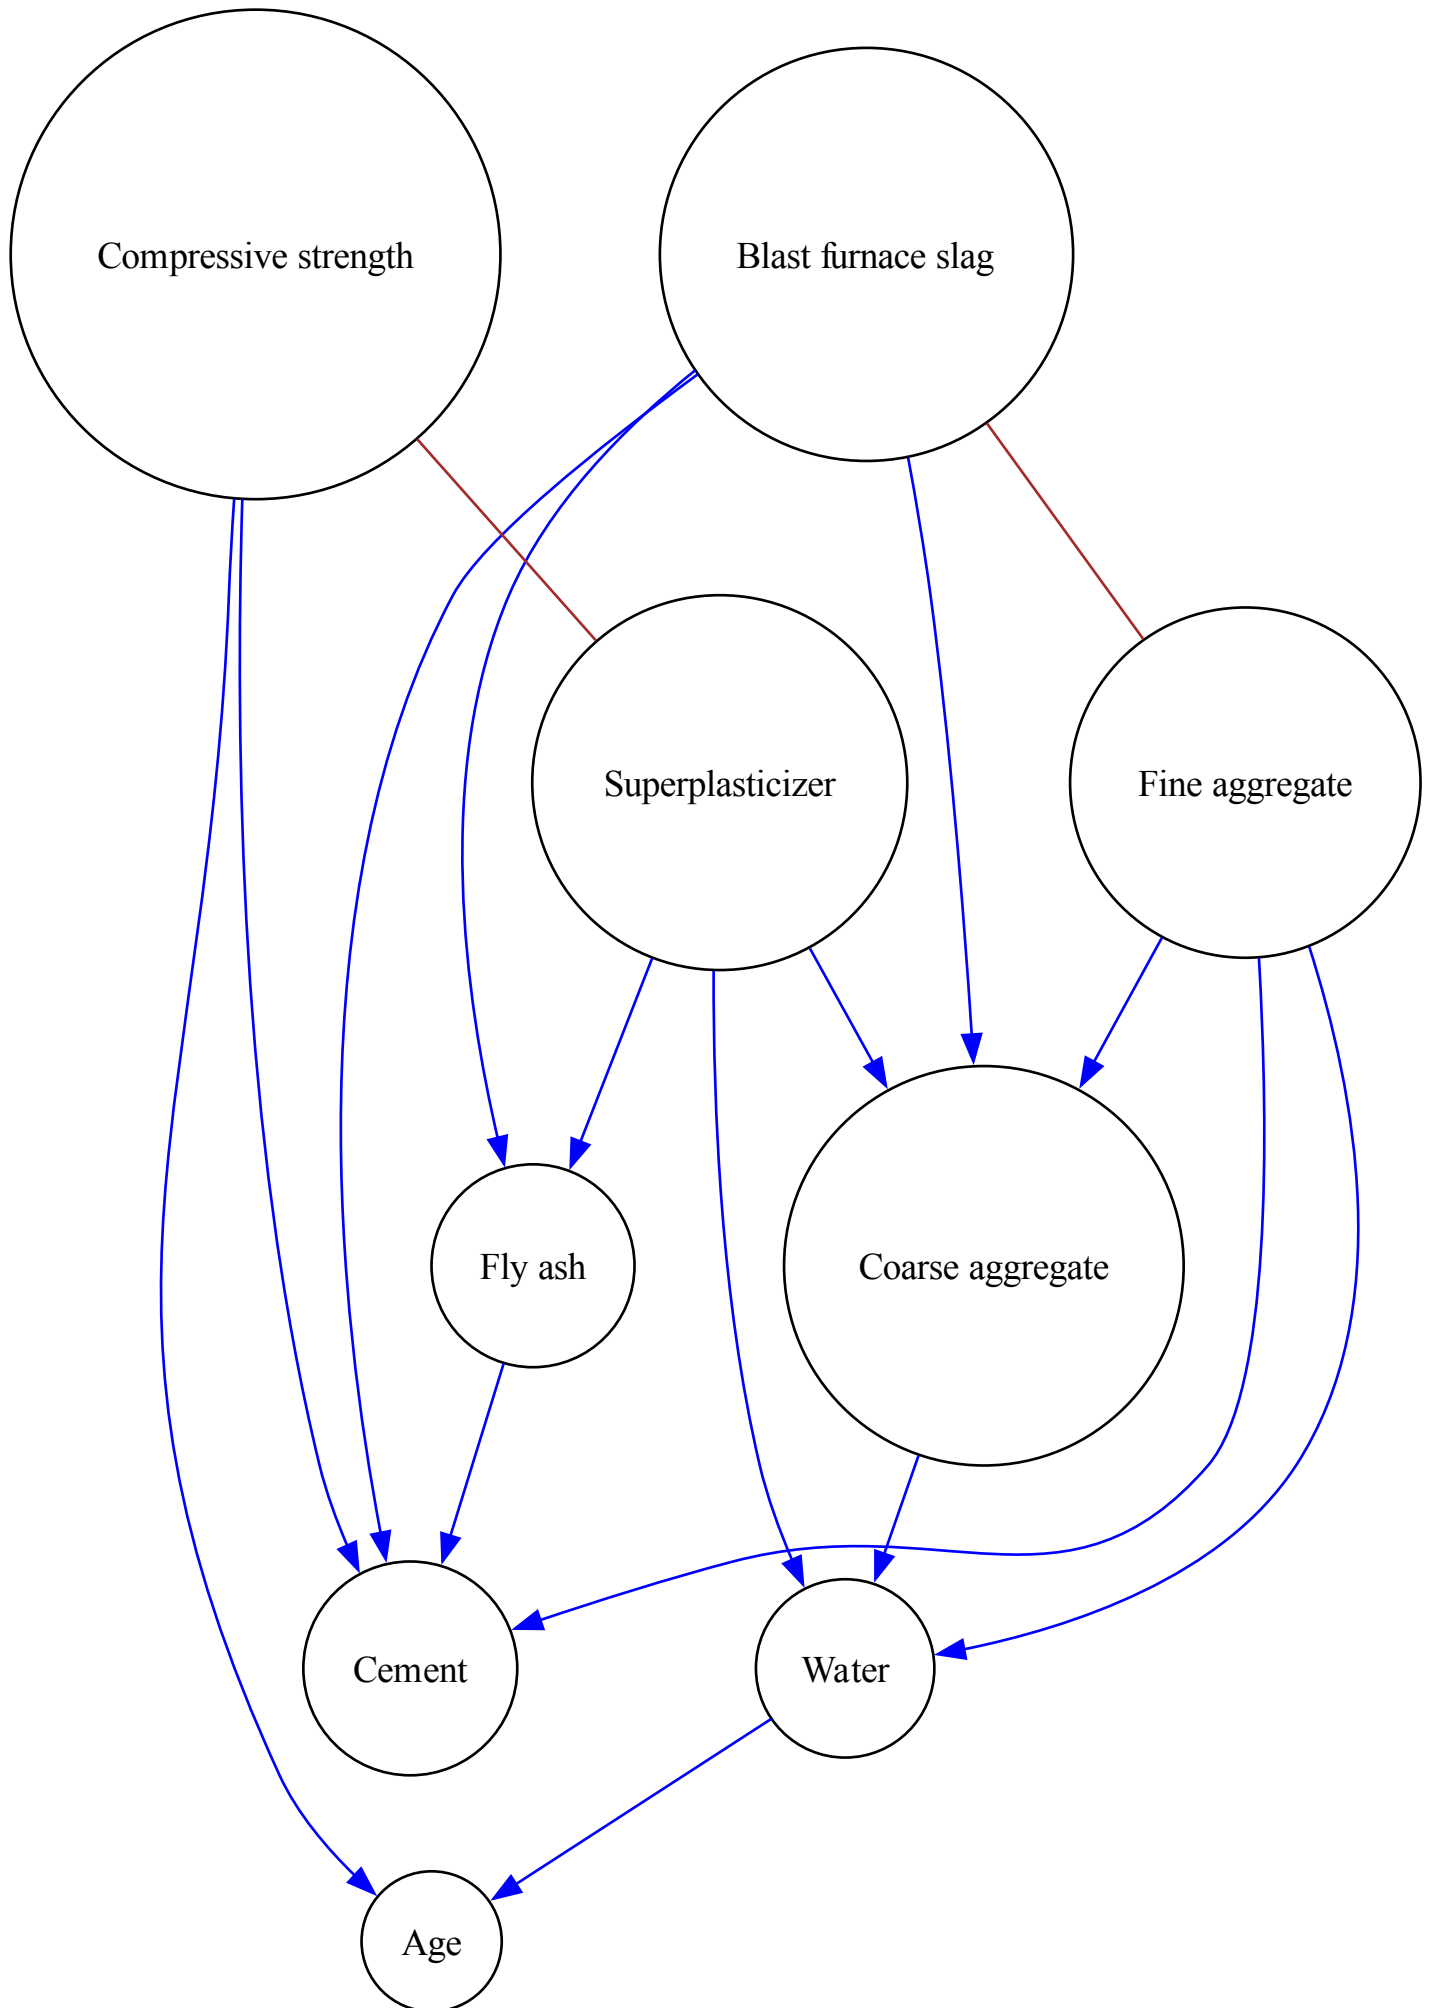 Compressive strength
Blast furnace slag
Superplasticizer
Fine aggregate
Fly ash
Coarse aggregate
Cement
Water
Age